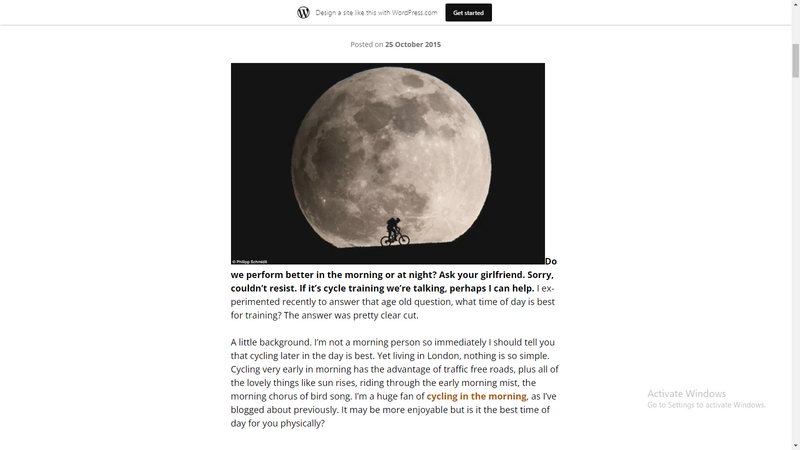 Design a site like this with WordPress.com
Get started
Posted on 25 October 2015
© Philipp Schmidt
Do
we perform better in the morning or at night? Ask your girlfriend. Sorry,
couldn't resist. If it's cycle training we're talking, perhaps I can help. I ex-
perimented recently to answer that age old question, what time of day is best
for training? The answer was pretty clear cut.
A little background. I'm not a morning person so immediately I should tell you
that cycling later in the day is best. Yet living in London, nothing is so simple.
Cycling very early in morning has the advantage of traffic free roads, plus all of
the lovely things like sun rises, riding through the early morning mist, the
morning chorus of bird song. I'm a huge fan of cycling in the morning, as I've
blogged about previously. It may be more enjoyable but is it the best time of
day for you physically?
Activate Windows
Go to Settings to activate Windows.